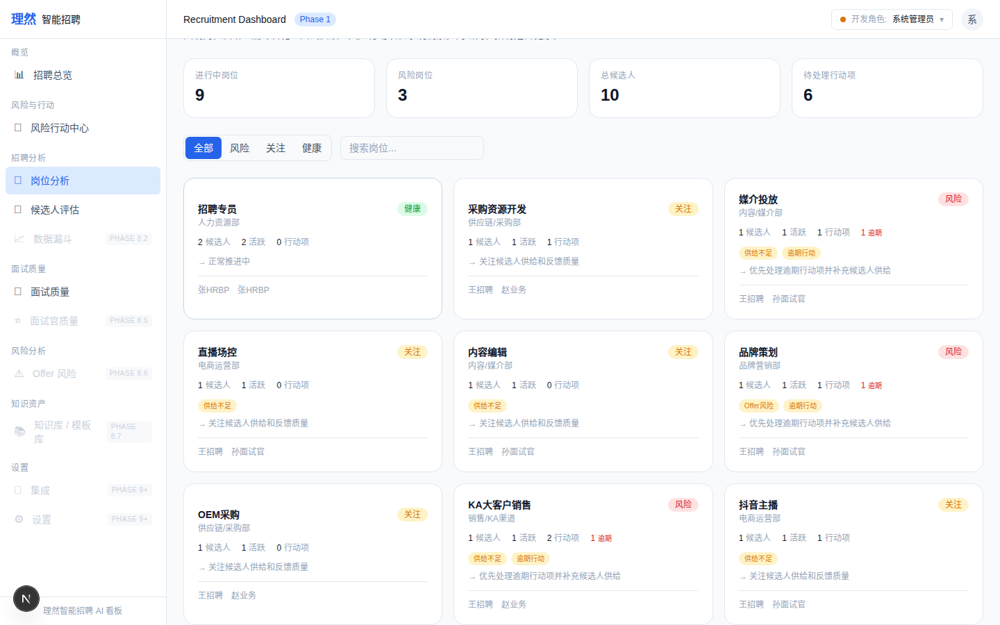 理然 智能招聘
概览
招聘总览
风险与行动
风险行动中心
招聘分析
岗位分析
候选人评估
数据漏斗 PHASE 8.2
面试质量
面试质量
面试官质量 PHASE 8.5
风险分析
Offer 风险 PHASE 8.6
知识资产
知识库 / 模板库 PHASE 8.7
设置
集成 PHASE 9+
设置 PHASE 9+
理然智能招聘 AI 看板
Recruitment Dashboard Phase 1
开发角色: 系统管理员 ▾ 系
进行中岗位
9
风险岗位
3
总候选人
10
待处理行动项
6
全部 风险 关注 健康 搜索岗位...
招聘专员 健康
人力资源部
2 候选人 2 活跃 0 行动项
→ 正常推进中
张HRBP 张HRBP
采购资源开发 关注
供应链/采购部
1 候选人 1 活跃 1 行动项
→ 关注候选人供给和反馈质量
王招聘 赵业务
媒介投放 风险
内容/媒介部
1 候选人 1 活跃 1 行动项 1 逾期
供给不足 逾期行动
→ 优先处理逾期行动项并补充候选人供给
王招聘 孙面试官
直播场控 关注
电商运营部
1 候选人 1 活跃 0 行动项
供给不足
→ 关注候选人供给和反馈质量
王招聘 孙面试官
内容编辑 关注
内容/媒介部
1 候选人 1 活跃 0 行动项
供给不足
→ 关注候选人供给和反馈质量
王招聘 孙面试官
品牌策划 风险
品牌营销部
1 候选人 1 活跃 1 行动项 1 逾期
Offer风险 逾期行动
→ 优先处理逾期行动项并补充候选人供给
王招聘 孙面试官
OEM采购 关注
供应链/采购部
1 候选人 1 活跃 0 行动项
→ 关注候选人供给和反馈质量
王招聘 赵业务
KA大客户销售 风险
销售/KA渠道
1 候选人 1 活跃 2 行动项 1 逾期
供给不足 逾期行动
→ 优先处理逾期行动项并补充候选人供给
王招聘 赵业务
抖音主播 关注
电商运营部
1 候选人 1 活跃 1 行动项
供给不足
→ 关注候选人供给和反馈质量
王招聘 孙面试官